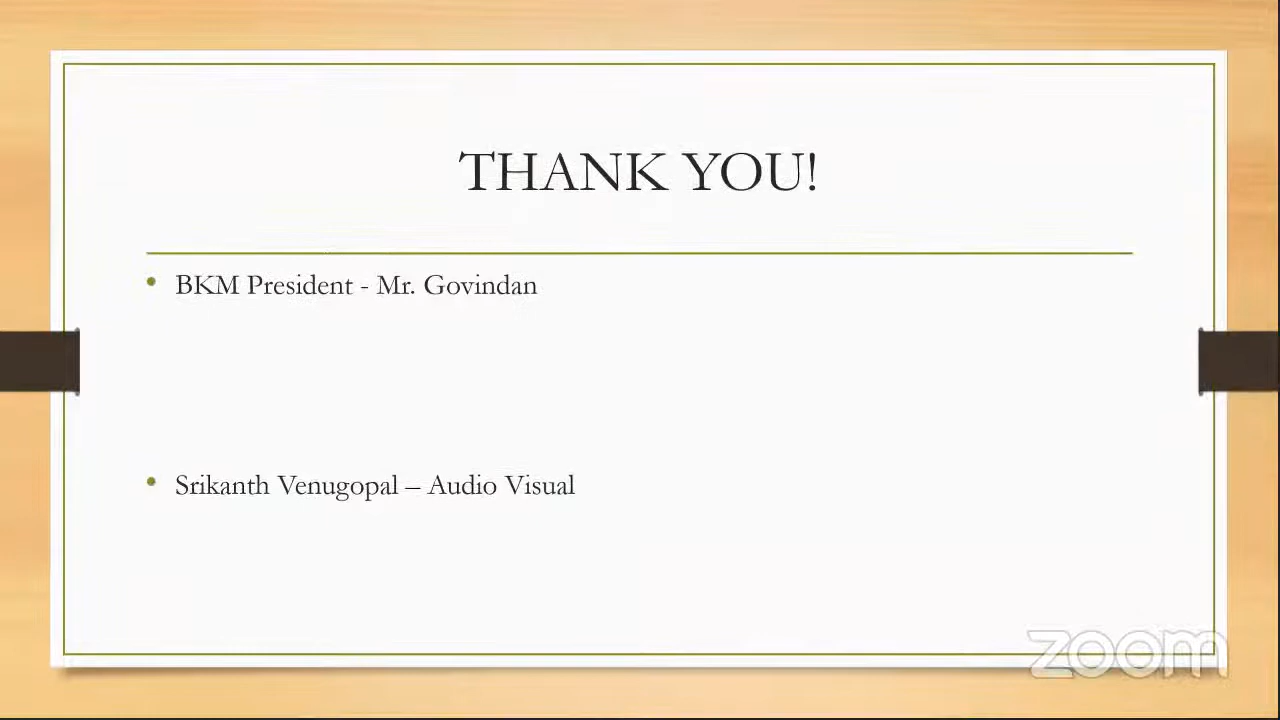 THANK YOU!
• BKM President - Mr. Govindan
• Srikanth Venugopal – Audio Visual
zoom